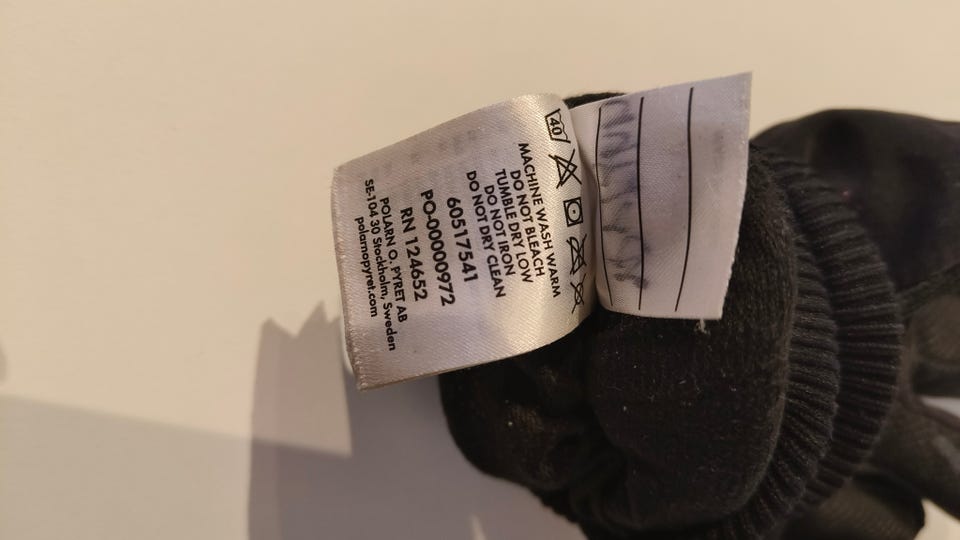 40
MACHINE WASH WARM
DO NOT BLEACH
TUMBLE DRY LOW
DO NOT IRON
DO NOT DRY CLEAN
60517541
PO-00000972
RN 124652
POLARN O. PYRET AB
SE-104 30 Stockholm, Sweden
polarnopyret.com